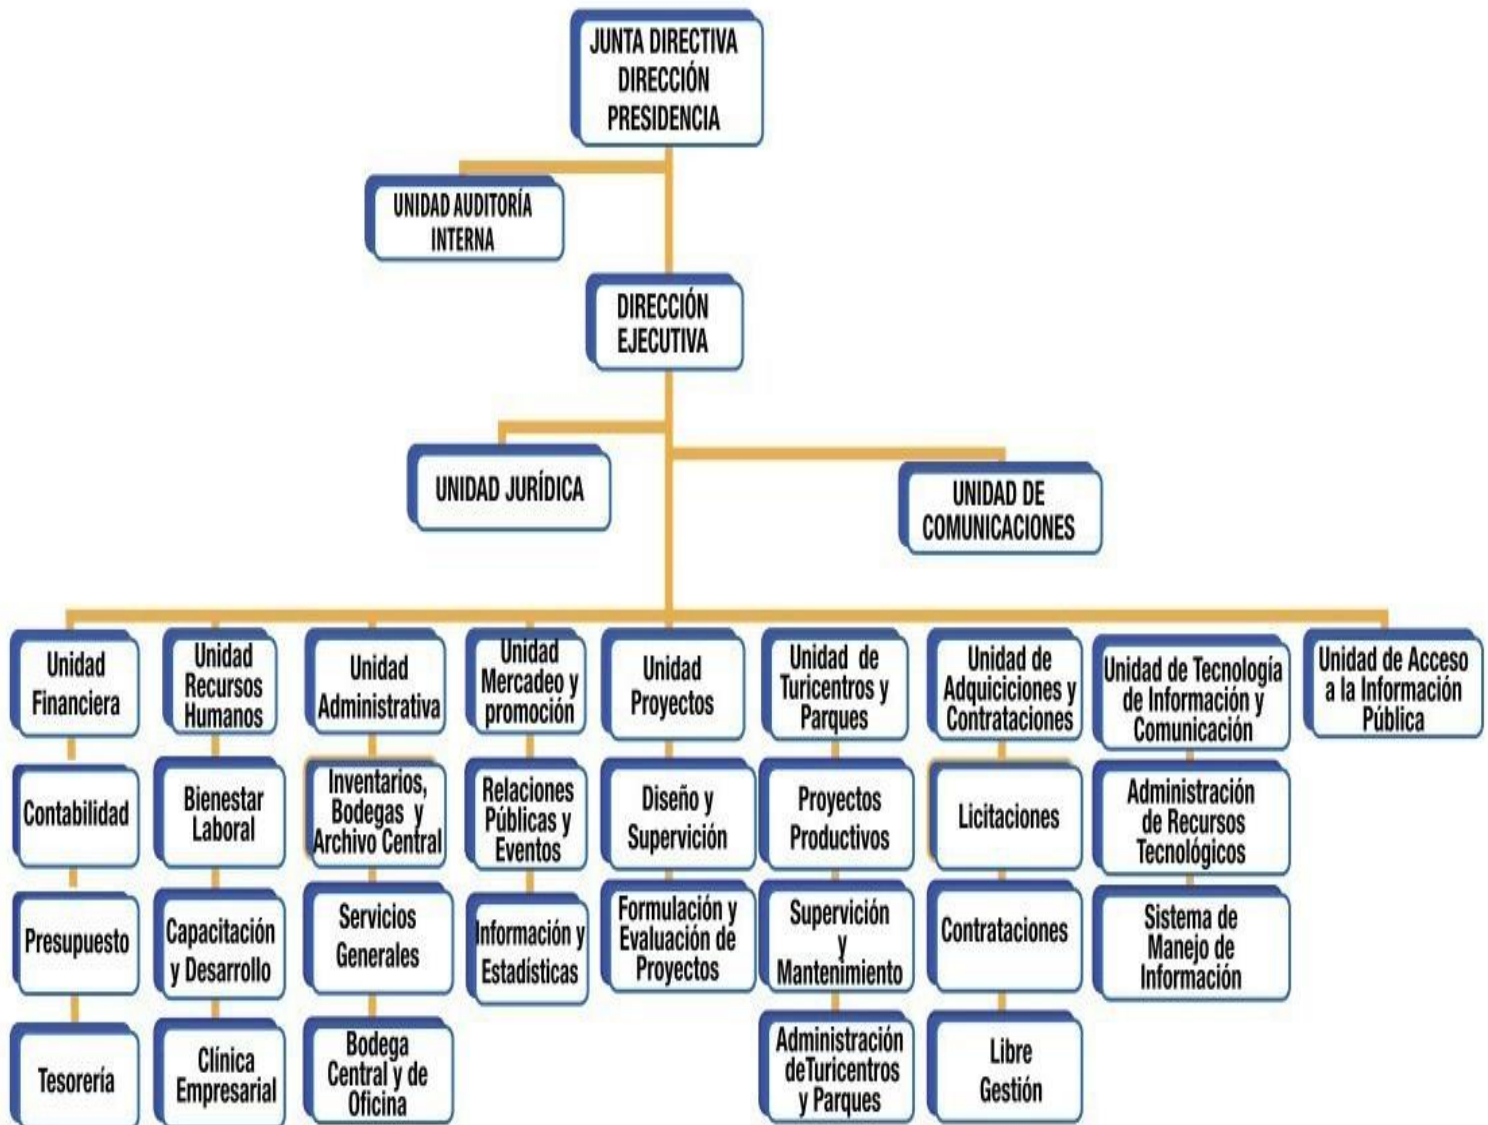 JUNTA DIRECTIVA
DIRECCIÓN
PRESIDENCIA
UNIDAD AUDITORÍA
INTERNA
DIRECCIÓN
EJECUTIVA
UNIDAD JURÍDICA
UNIDAD DE
COMUNICACIONES
Unidad
Financiera
Unidad
Recursos
Humanos
Unidad
Administrativa
Unidad
Mercadeo y
promoción
Unidad
Proyectos
Unidad de
Turicentros y
Parques
Unidad de
Adquiciciones y
Contrataciones
Unidad de Tecnología
de Información y
Comunicación
Unidad de Acceso
a la Información
Pública
Contabilidad
Bienestar
Laboral
Inventarios,
Bodegas y
Archivo Central
Relaciones
Públicas y
Eventos
Diseño y
Supervición
Proyectos
Productivos
Licitaciones
Administración
de Recursos
Tecnológicos
Presupuesto
Capacitación
y Desarrollo
Servicios
Generales
Información y
Estadísticas
Formulación y
Evaluación de
Proyectos
Supervición
y
Mantenimiento
Contrataciones
Sistema de
Manejo de
Información
Tesorería
Clínica
Empresarial
Bodega
Central y de
Oficina
Administración
deTuricentros
y Parques
Libre
Gestión